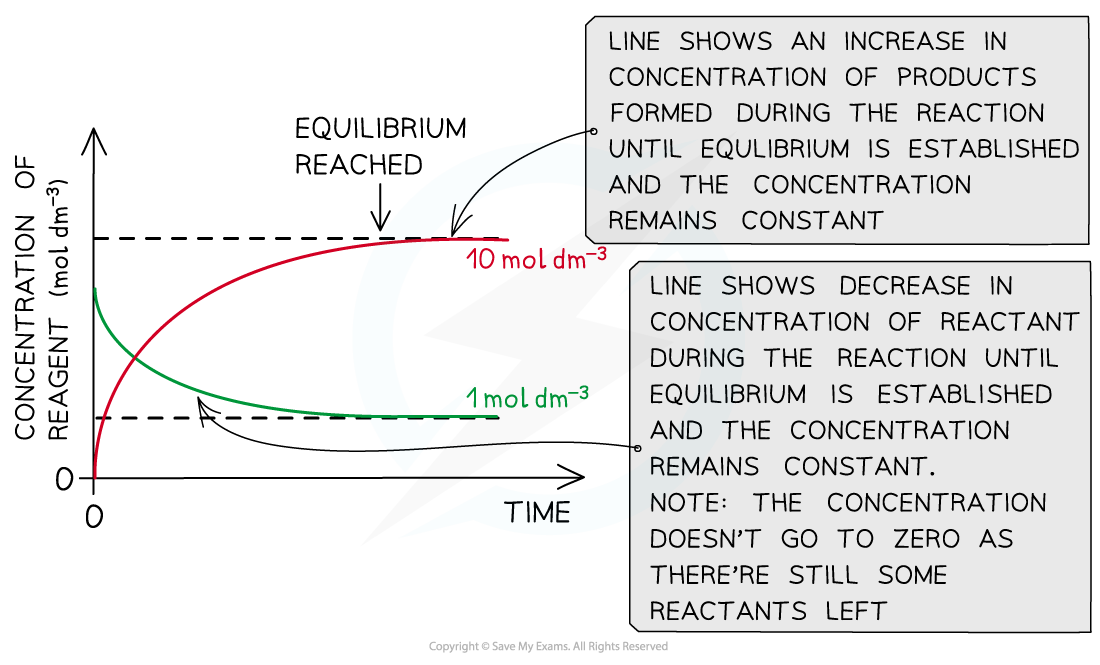 EQUILIBRIUM
REACHED
CONCENTRATION OF
REAGENT (mol dm⁻³)
10 mol dm⁻³
1 mol dm⁻³
0
0
TIME
LINE SHOWS AN INCREASE IN
CONCENTRATION OF PRODUCTS
FORMED DURING THE REACTION
UNTIL EQULIBRIUM IS ESTABLISHED
AND THE CONCENTRATION
REMAINS CONSTANT
LINE SHOWS DECREASE IN
CONCENTRATION OF REACTANT
DURING THE REACTION UNTIL
EQUILIBRIUM IS ESTABLISHED
AND THE CONCENTRATION
REMAINS CONSTANT.
NOTE: THE CONCENTRATION
DOESN'T GO TO ZERO AS
THERE'RE STILL SOME
REACTANTS LEFT
Copyright © Save My Exams. All Rights Reserved